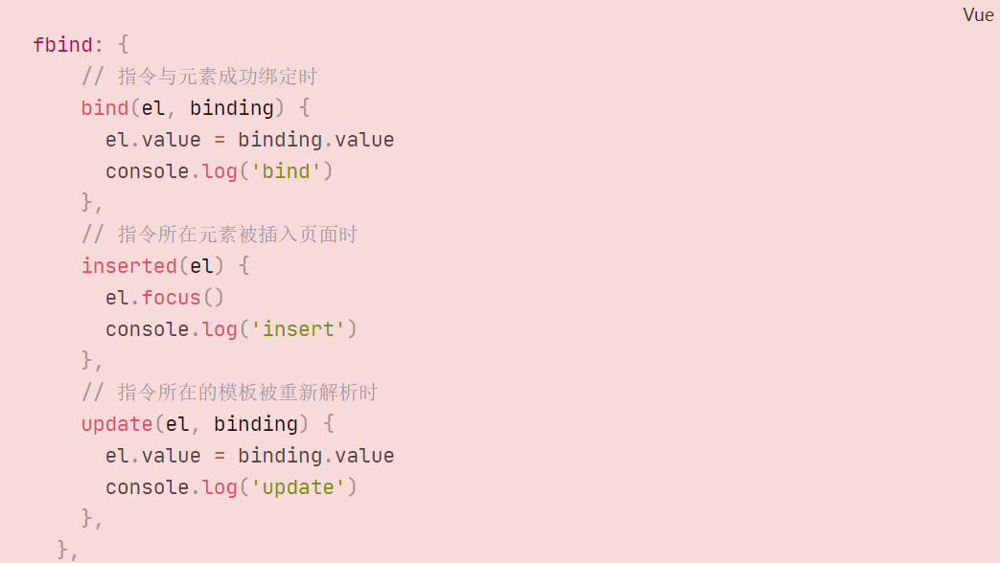 Vue
fbind: {
    // 指令与元素成功绑定时
    bind(el, binding) {
      el.value = binding.value
      console.log('bind')
    },
    // 指令所在元素被插入页面时
    inserted(el) {
      el.focus()
      console.log('insert')
    },
    // 指令所在的模板被重新解析时
    update(el, binding) {
      el.value = binding.value
      console.log('update')
    },
  },